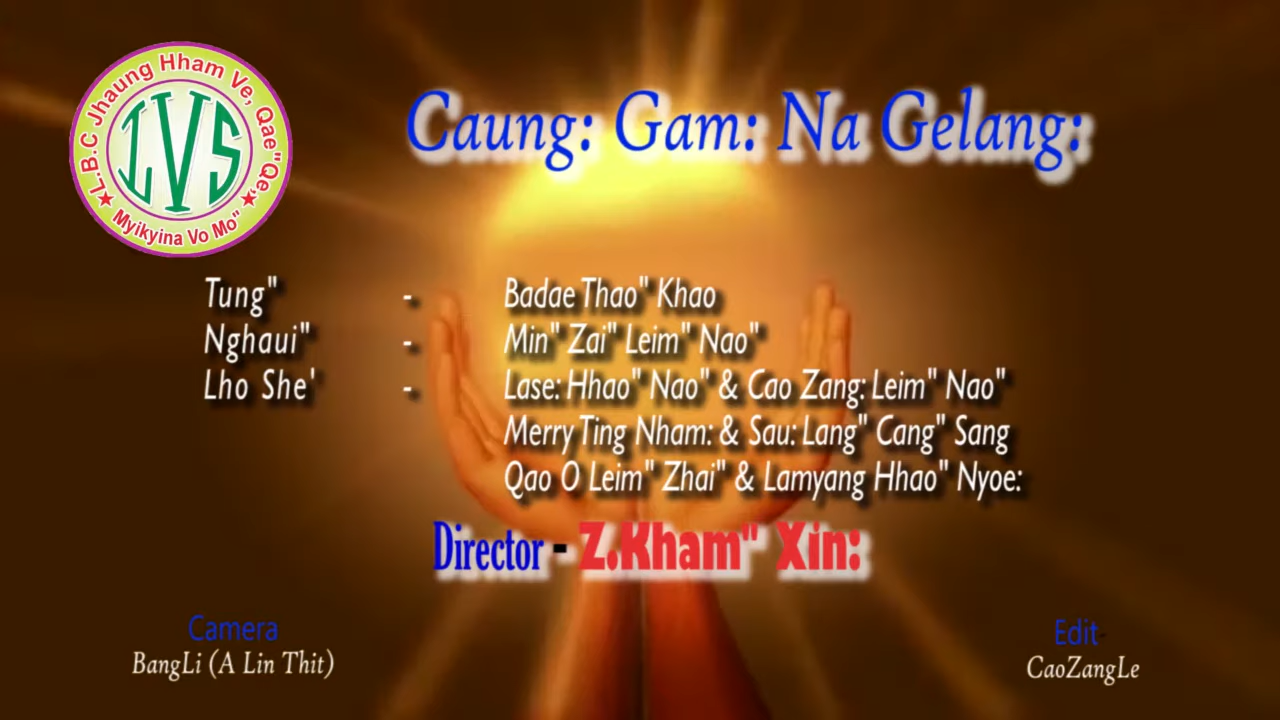 L.B.C Jhaung Hham Ve, Qae"Qe,
LVS
Myikyina Vo Mo"
Caung: Gam: Na Gelang:
Tung" - Badae Thao" Khao
Nghaui" - Min" Zai" Leim" Nao"
Lho She' - Lase: Hhao" Nao" & Cao Zang: Leim" Nao"
Merry Ting Nham: & Sau: Lang" Cang" Sang
Qao O Leim" Zhai" & Lamyang Hhao" Nyoe:
Director - Z.Kham" Xin:
Camera
BangLi (A Lin Thit)
Edit-
CaoZangLe